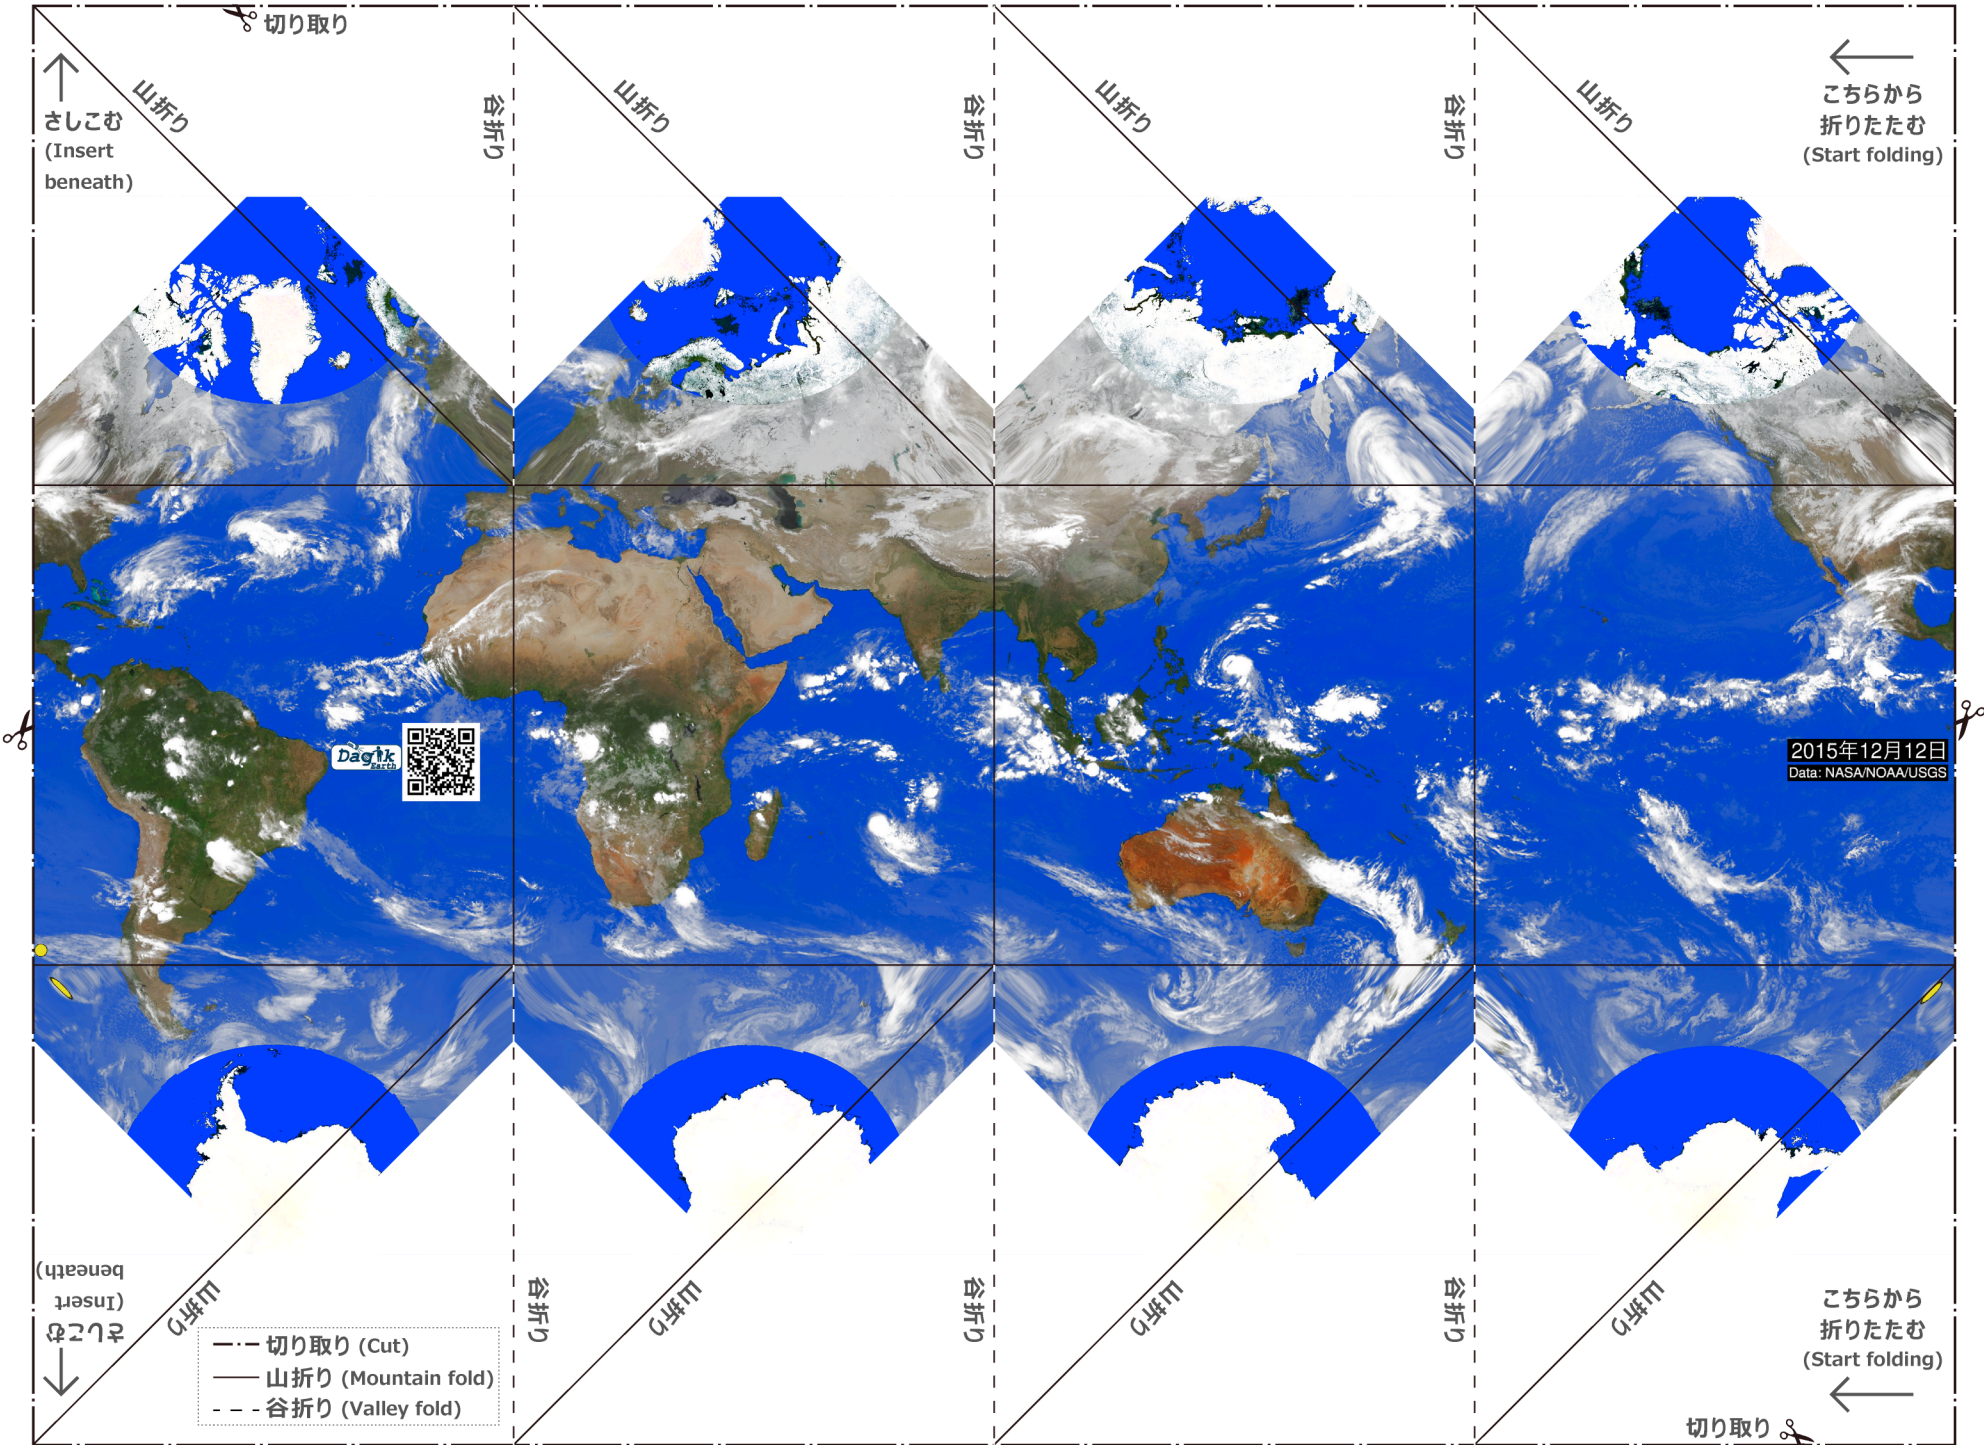 切り取り
山折り
谷折り
山折り
谷折り
山折り
谷折り
山折り
さしこむ
(Insert
beneath)
こちらから
折りたたむ
(Start folding)
Dagik
Earth
2015年12月12日
Data: NASA/NOAA/USGS
さしこむ
(Insert
beneath)
山折り
谷折り
山折り
谷折り
山折り
谷折り
山折り
こちらから
折りたたむ
(Start folding)
切り取り (Cut)
山折り (Mountain fold)
谷折り (Valley fold)
切り取り